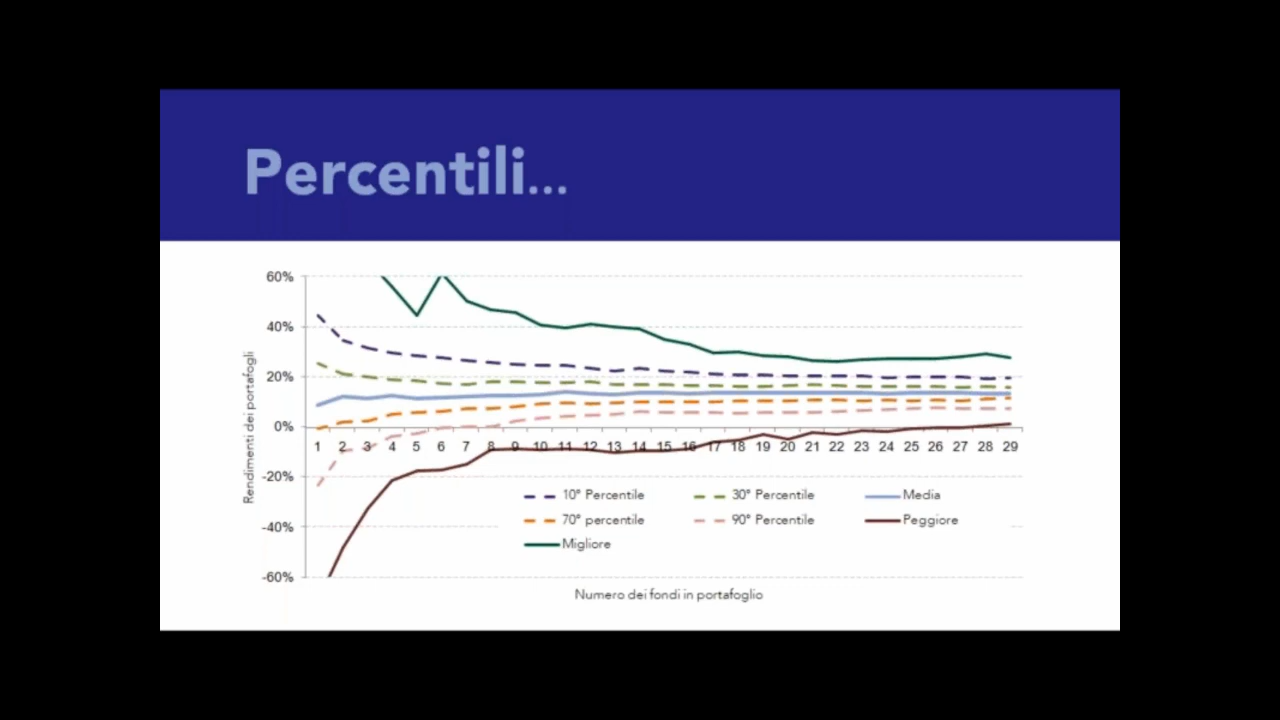 Percentili...
60%
40%
20%
0%
-20%
-40%
-60%
Rendimenti dei portafogli
1 2 3 4 5 6 7 8 9 10 11 12 13 14 15 16 17 18 19 20 21 22 23 24 25 26 27 28 29
10° Percentile 30° Percentile Media
70° percentile 90° Percentile Peggiore
Migliore
Numero dei fondi in portafoglio